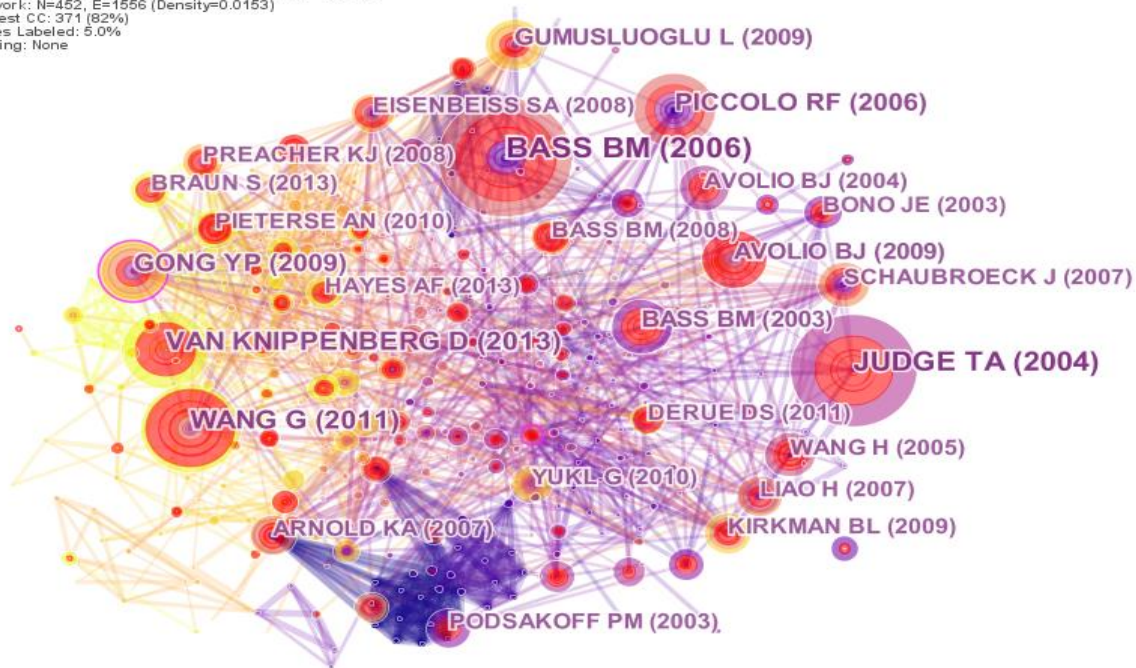 work: N=452, E=1556 (Density=0.0153)
est CC: 371 (82%)
es Labeled: 5.0%
ing: None
GUMUSLUOGLU L (2009)
EISENBEISS SA (2008)
PICCOLO RF (2006)
BASS BM (2006)
PREACHER KJ (2008)
BRAUN S (2013)
AVOLIO BJ (2004)
BONO JE (2003)
PIETERSE AN (2010)
BASS BM (2008)
AVOLIO BJ (2009)
GONG YP (2009)
SCHAUBROECK J (2007)
HAYES AF (2013)
BASS BM (2003)
VAN KNIPPENBERG D (2013)
JUDGE TA (2004)
WANG G (2011)
DERUE DS (2011)
WANG H (2005)
YUKL G (2010)
LIAO H (2007)
ARNOLD KA (2007)
KIRKMAN BL (2009)
PODSAKOFF PM (2003)